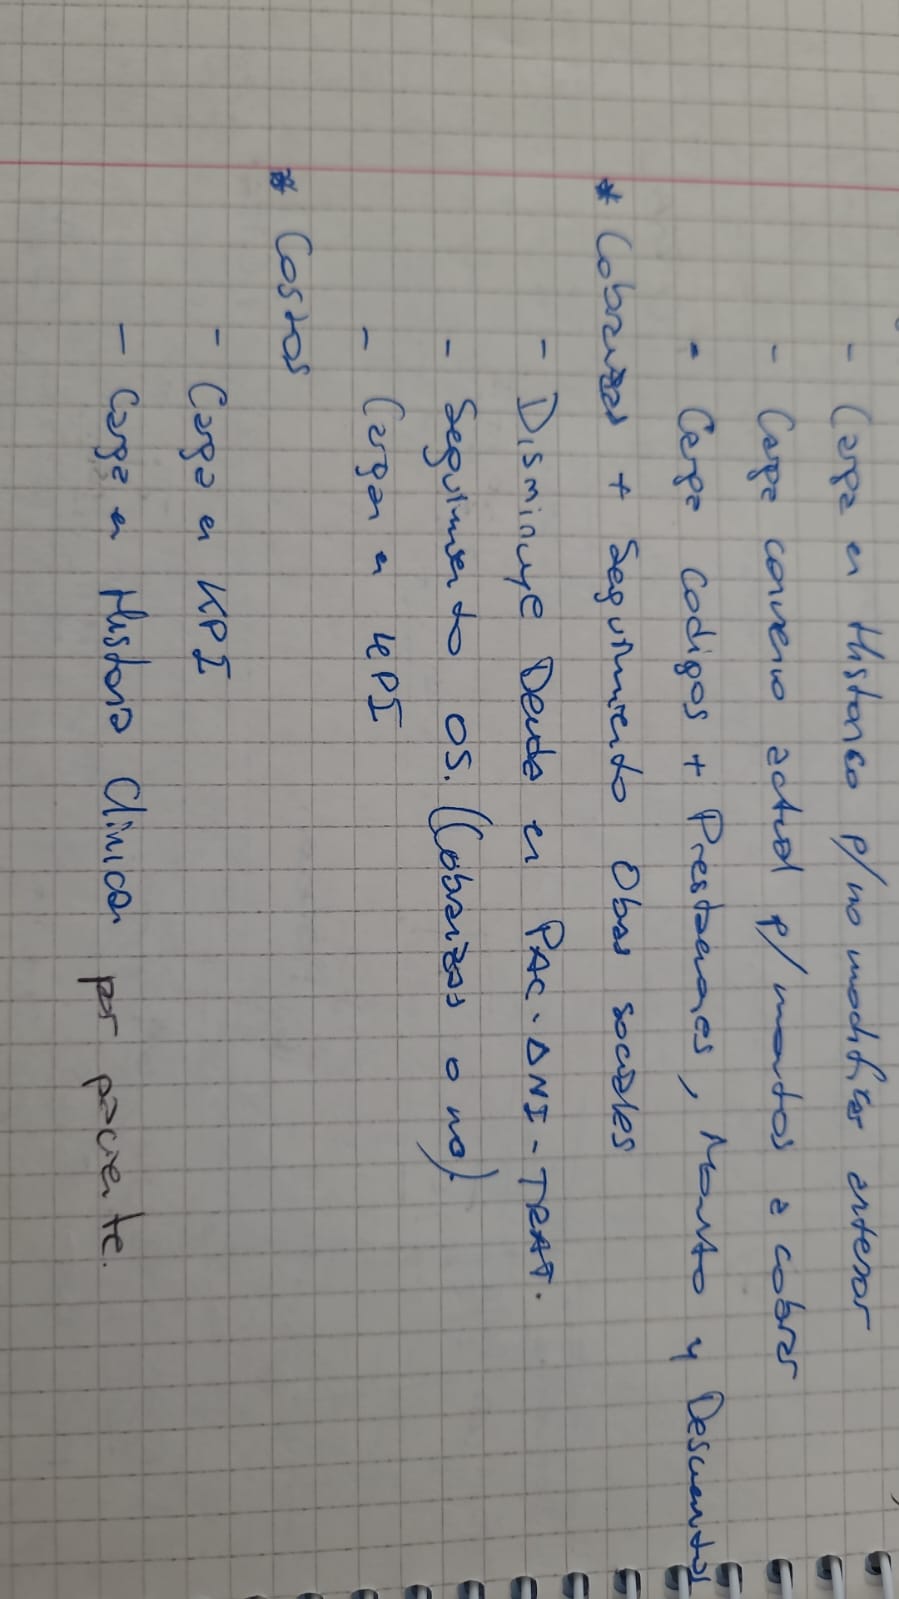 - Carga en Historico p/no modificar anterior
- Carga convenio actual p/ montos a cobrar
- Carga codigos + Prestaciones, Monto y Descuentos
* Cobranzas + Seguimiento Obras sociales
- Disminuye Deuda en PAC-DNI-TRAT.
- Seguimiento OS. (Cobranzas o no).
- Cargar en KPI
* Costos
- Carga en KPI
- Carga en Historia Clinica por paciente.